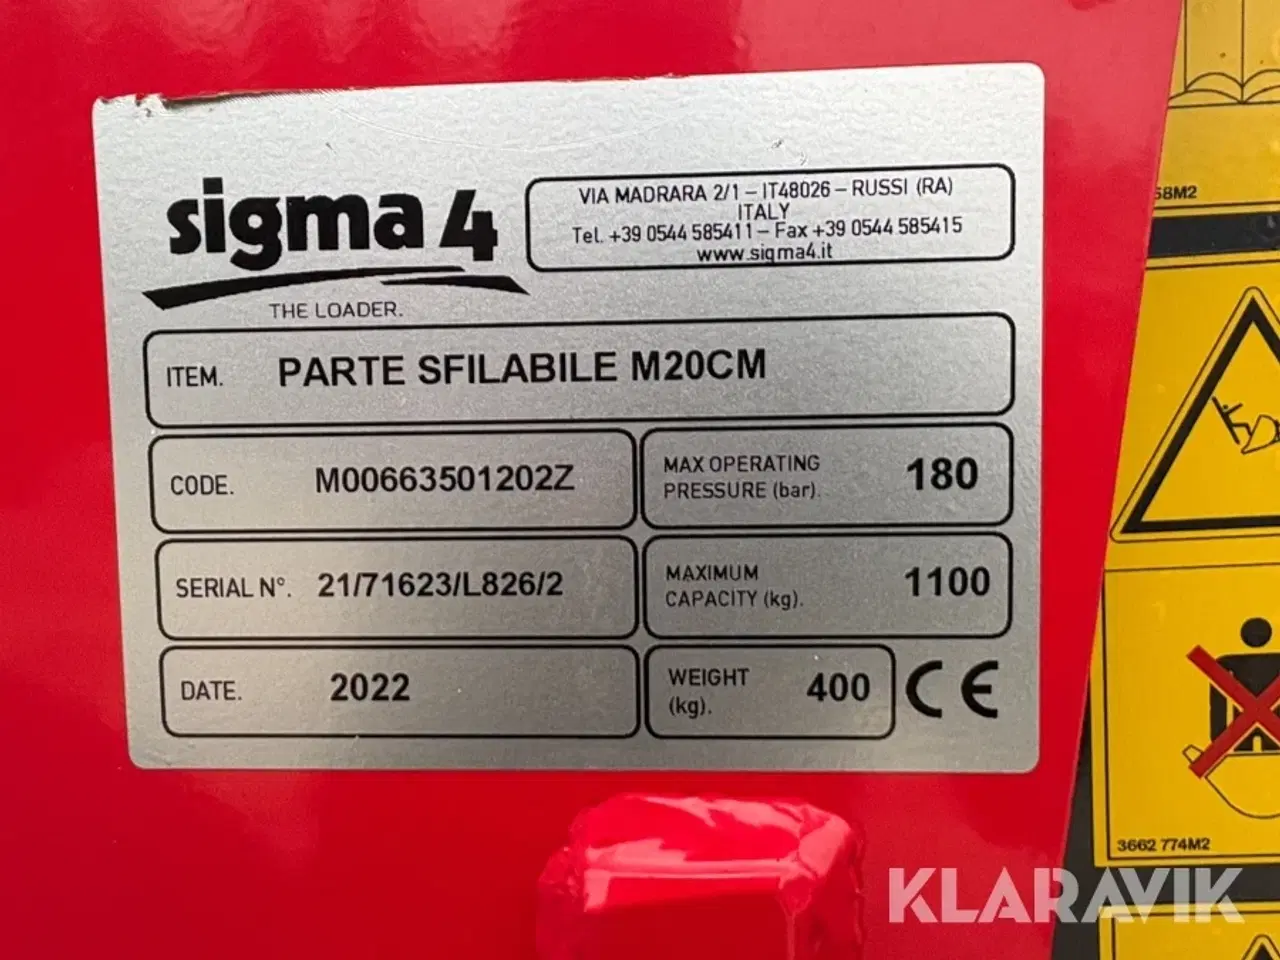 sigma 4
THE LOADER.
VIA MADRARA 2/1 – IT48026 – RUSSI (RA)
ITALY
Tel. +39 0544 585411 – Fax +39 0544 585415
www.sigma4.it
ITEM. PARTE SFILABILE M20CM
CODE. M00663501202Z
MAX OPERATING
PRESSURE (bar). 180
SERIAL N°. 21/71623/L826/2
MAXIMUM
CAPACITY (kg). 1100
DATE. 2022
WEIGHT
(kg). 400
CE
58M2
3662 774M2
KLARAVIK